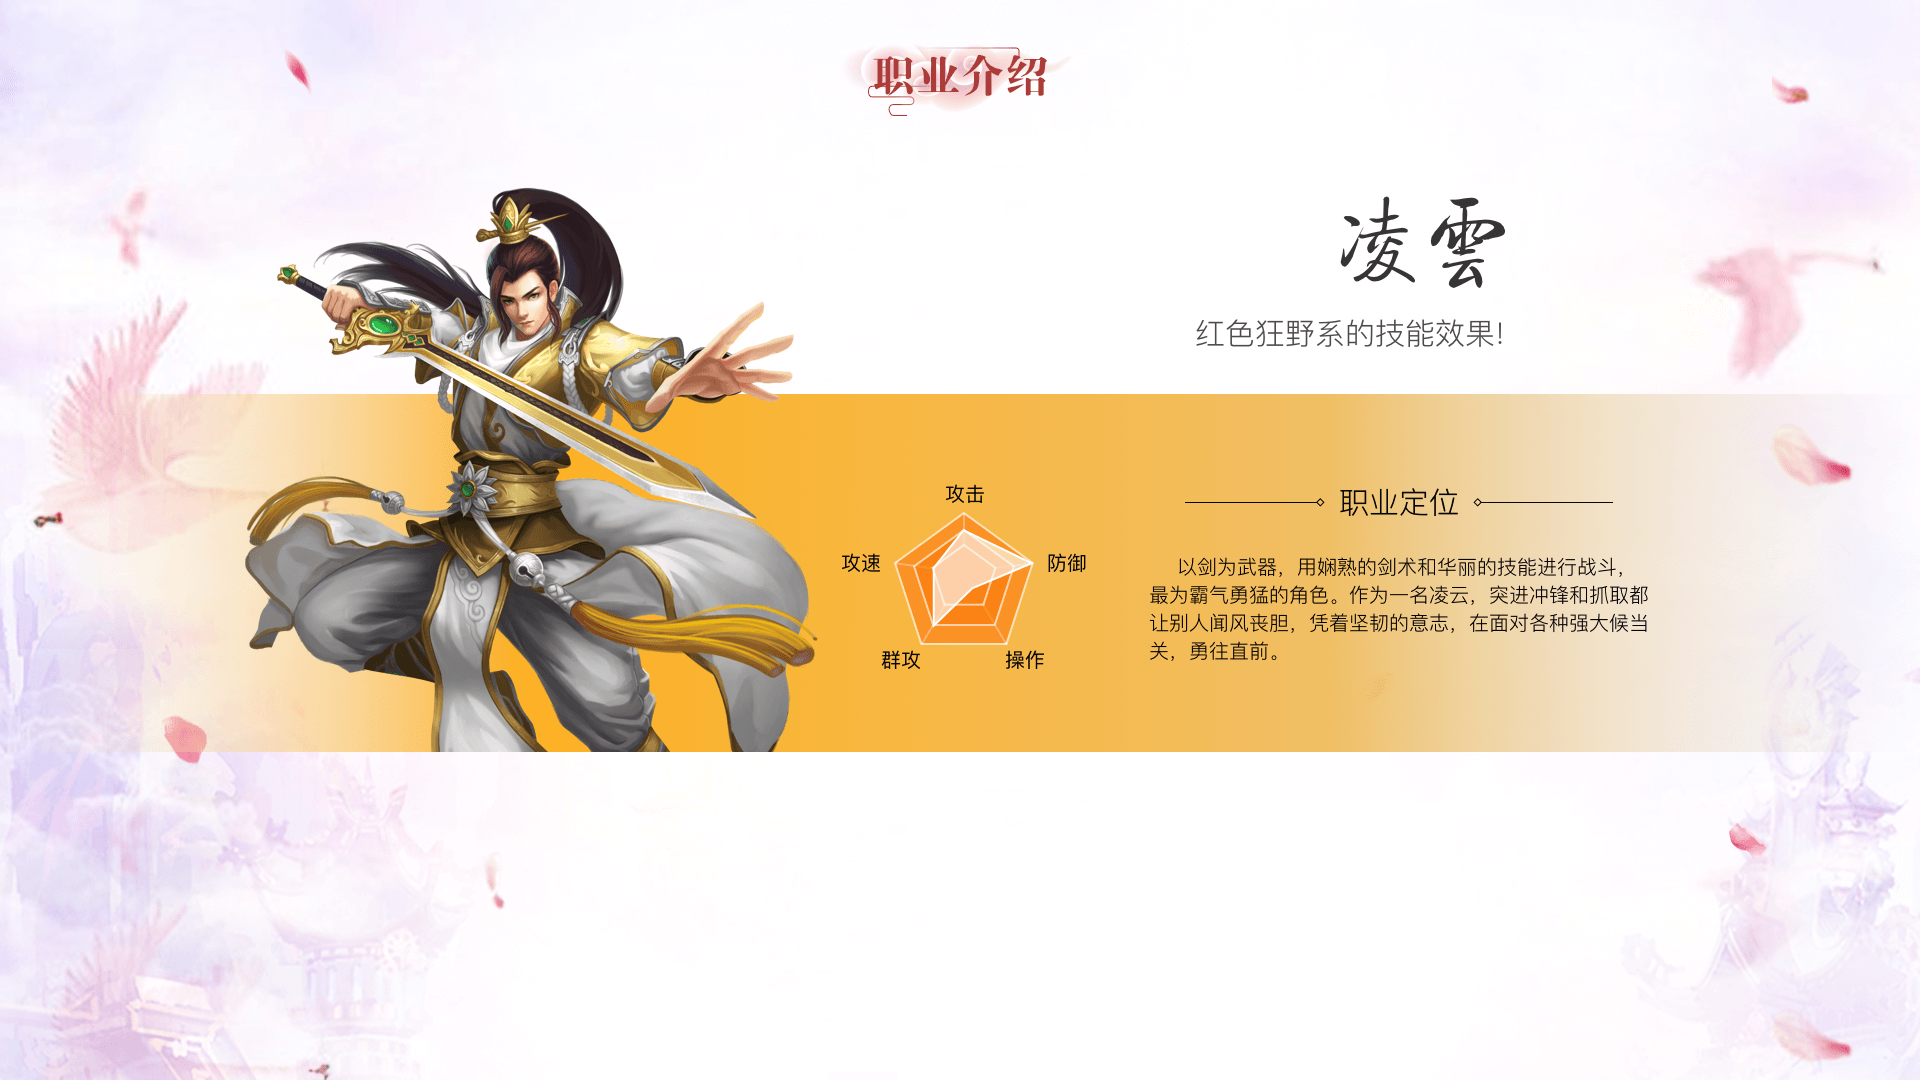 职业介绍
凌雲
红色狂野系的技能效果!
攻击
攻速
防御
群攻
操作
职业定位
以剑为武器，用娴熟的剑术和华丽的技能进行战斗，
最为霸气勇猛的角色。作为一名凌云，突进冲锋和抓取都
让别人闻风丧胆，凭着坚韧的意志，在面对各种强大候当
关，勇往直前。